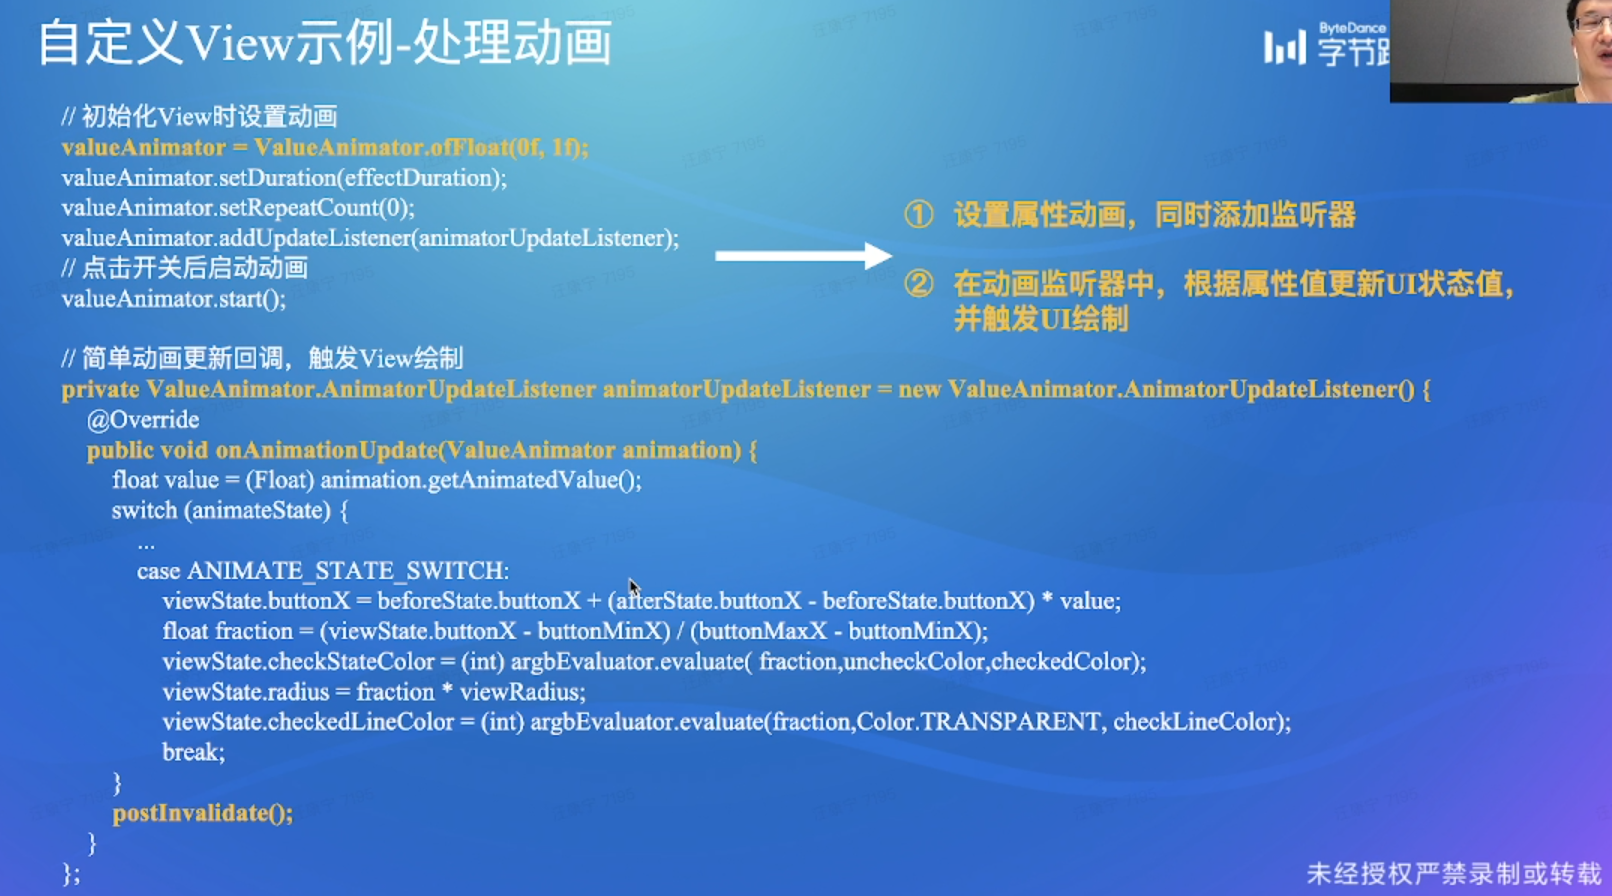 自定义View示例-处理动画
ByteDance
字节
// 初始化View时设置动画
valueAnimator = ValueAnimator.ofFloat(0f, 1f);
valueAnimator.setDuration(effectDuration);
valueAnimator.setRepeatCount(0);
valueAnimator.addUpdateListener(animatorUpdateListener);
// 点击开关后启动动画
valueAnimator.start();
① 设置属性动画，同时添加监听器
② 在动画监听器中，根据属性值更新UI状态值，
并触发UI绘制
// 简单动画更新回调，触发View绘制
private ValueAnimator.AnimatorUpdateListener animatorUpdateListener = new ValueAnimator.AnimatorUpdateListener() {
@Override
public void onAnimationUpdate(ValueAnimator animation) {
float value = (Float) animation.getAnimatedValue();
switch (animateState) {
...
case ANIMATE_STATE_SWITCH:
viewState.buttonX = beforeState.buttonX + (afterState.buttonX - beforeState.buttonX) * value;
float fraction = (viewState.buttonX - buttonMinX) / (buttonMaxX - buttonMinX);
viewState.checkStateColor = (int) argbEvaluator.evaluate( fraction,uncheckColor,checkedColor);
viewState.radius = fraction * viewRadius;
viewState.checkedLineColor = (int) argbEvaluator.evaluate(fraction,Color.TRANSPARENT, checkLineColor);
break;
}
postInvalidate();
}
};
未经授权严禁录制或转载